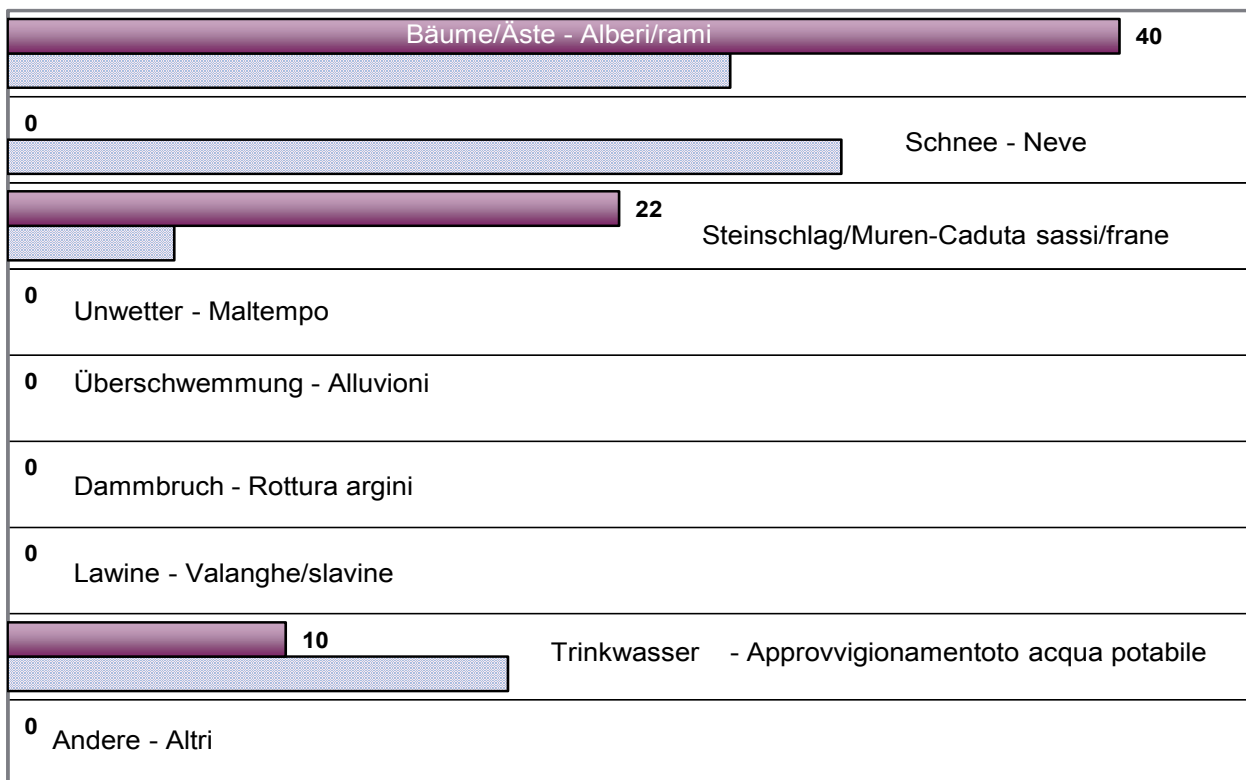 Bäume/Äste - Alberi/rami 40
0
Schnee - Neve
22
Steinschlag/Muren-Caduta sassi/frane
0
Unwetter - Maltempo
0 Überschwemmung - Alluvioni
0
Dammbruch - Rottura argini
0
Lawine - Valanghe/slavine
10
Trinkwasser - Approvvigionamentoto acqua potabile
0
Andere - Altri